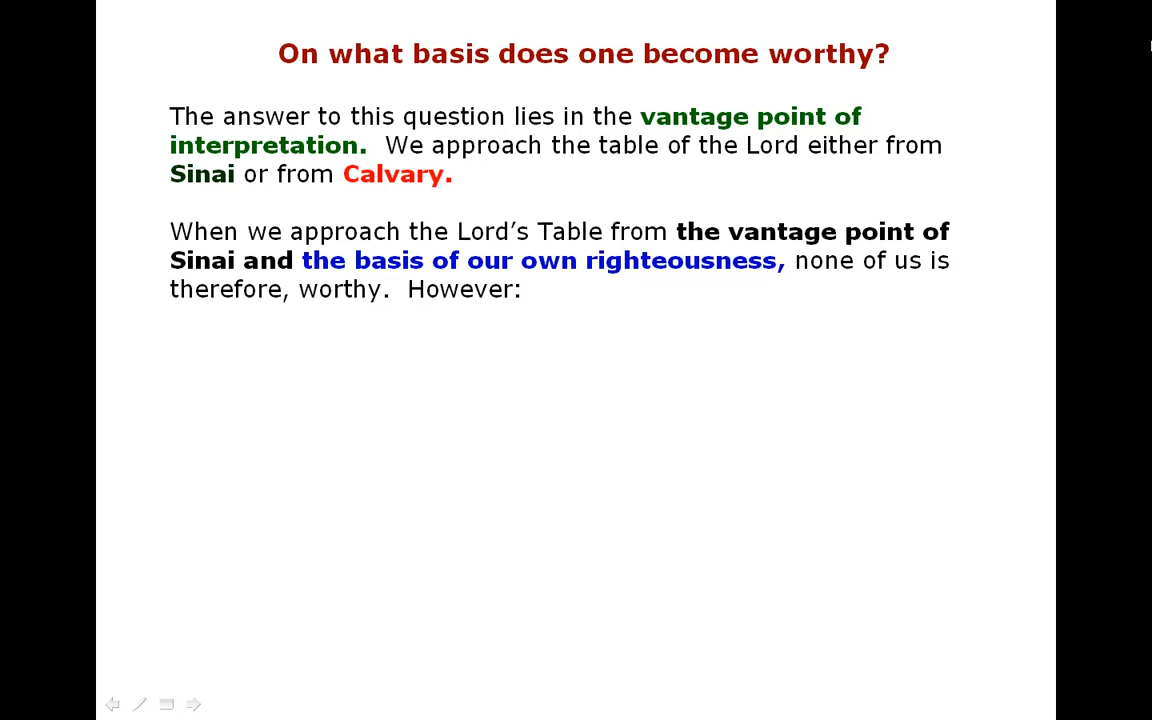 On what basis does one become worthy?
The answer to this question lies in the vantage point of
interpretation. We approach the table of the Lord either from
Sinai or from Calvary.
When we approach the Lord’s Table from the vantage point of
Sinai and the basis of our own righteousness, none of us is
therefore, worthy. However: